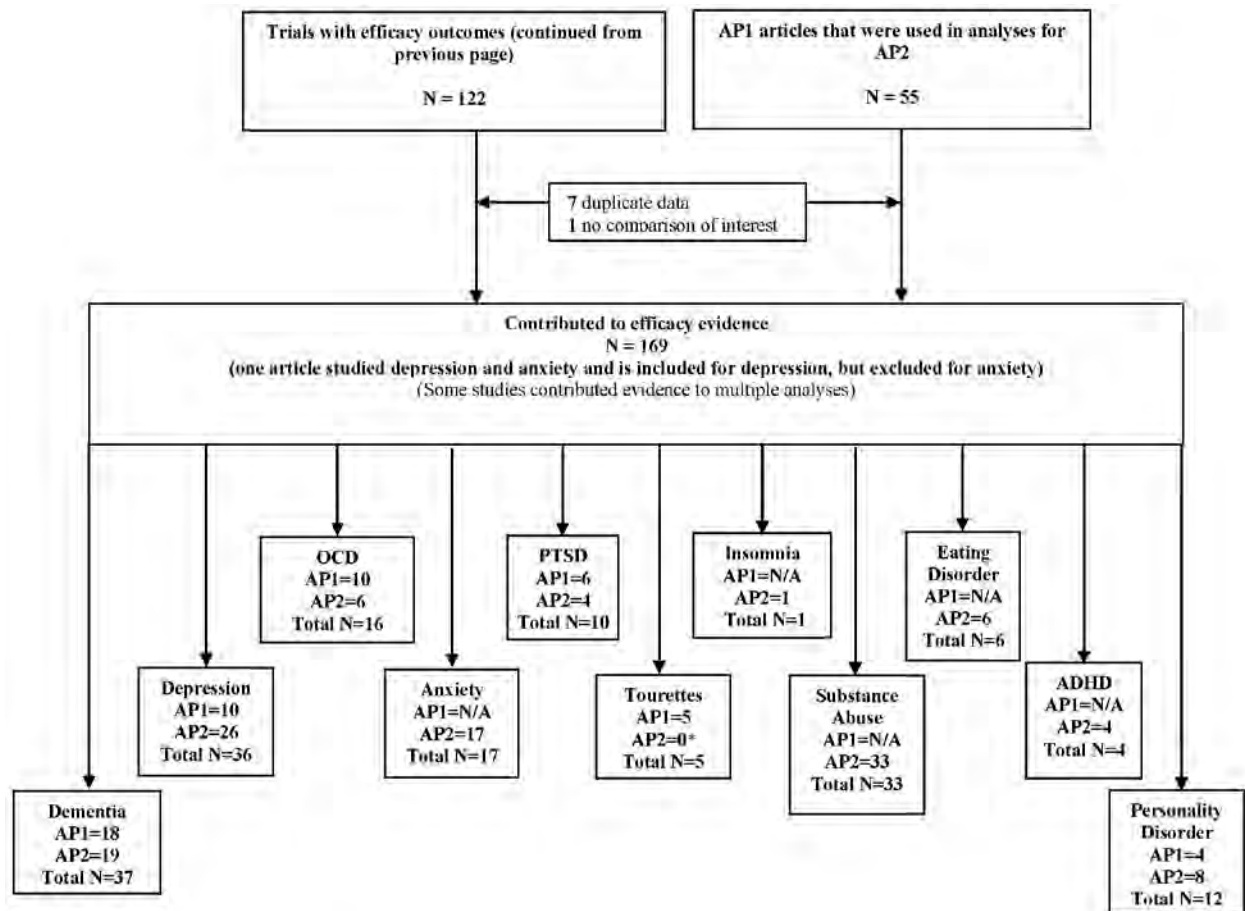 Trials with efficacy outcomes (continued from
previous page)
N = 122
AP1 articles that were used in analyses for
AP2
N = 55
7 duplicate data
1 no comparison of interest
Contributed to efficacy evidence
N = 169
(one article studied depression and anxiety and is included for depression, but excluded for anxiety)
(Some studies contributed evidence to multiple analyses)
OCD
AP1=10
AP2=6
Total N=16
PTSD
AP1=6
AP2=4
Total N=10
Insomnia
AP1=N/A
AP2=1
Total N=1
Eating
Disorder
AP1=N/A
AP2=6
Total N=6
Depression
AP1=10
AP2=26
Total N=36
Anxiety
AP1=N/A
AP2=17
Total N=17
Tourettes
AP1=5
AP2=0*
Total N=5
Substance
Abuse
AP1=N/A
AP2=33
Total N=33
ADHD
AP1=N/A
AP2=4
Total N=4
Dementia
AP1=18
AP2=19
Total N=37
Personality
Disorder
AP1=4
AP2=8
Total N=12